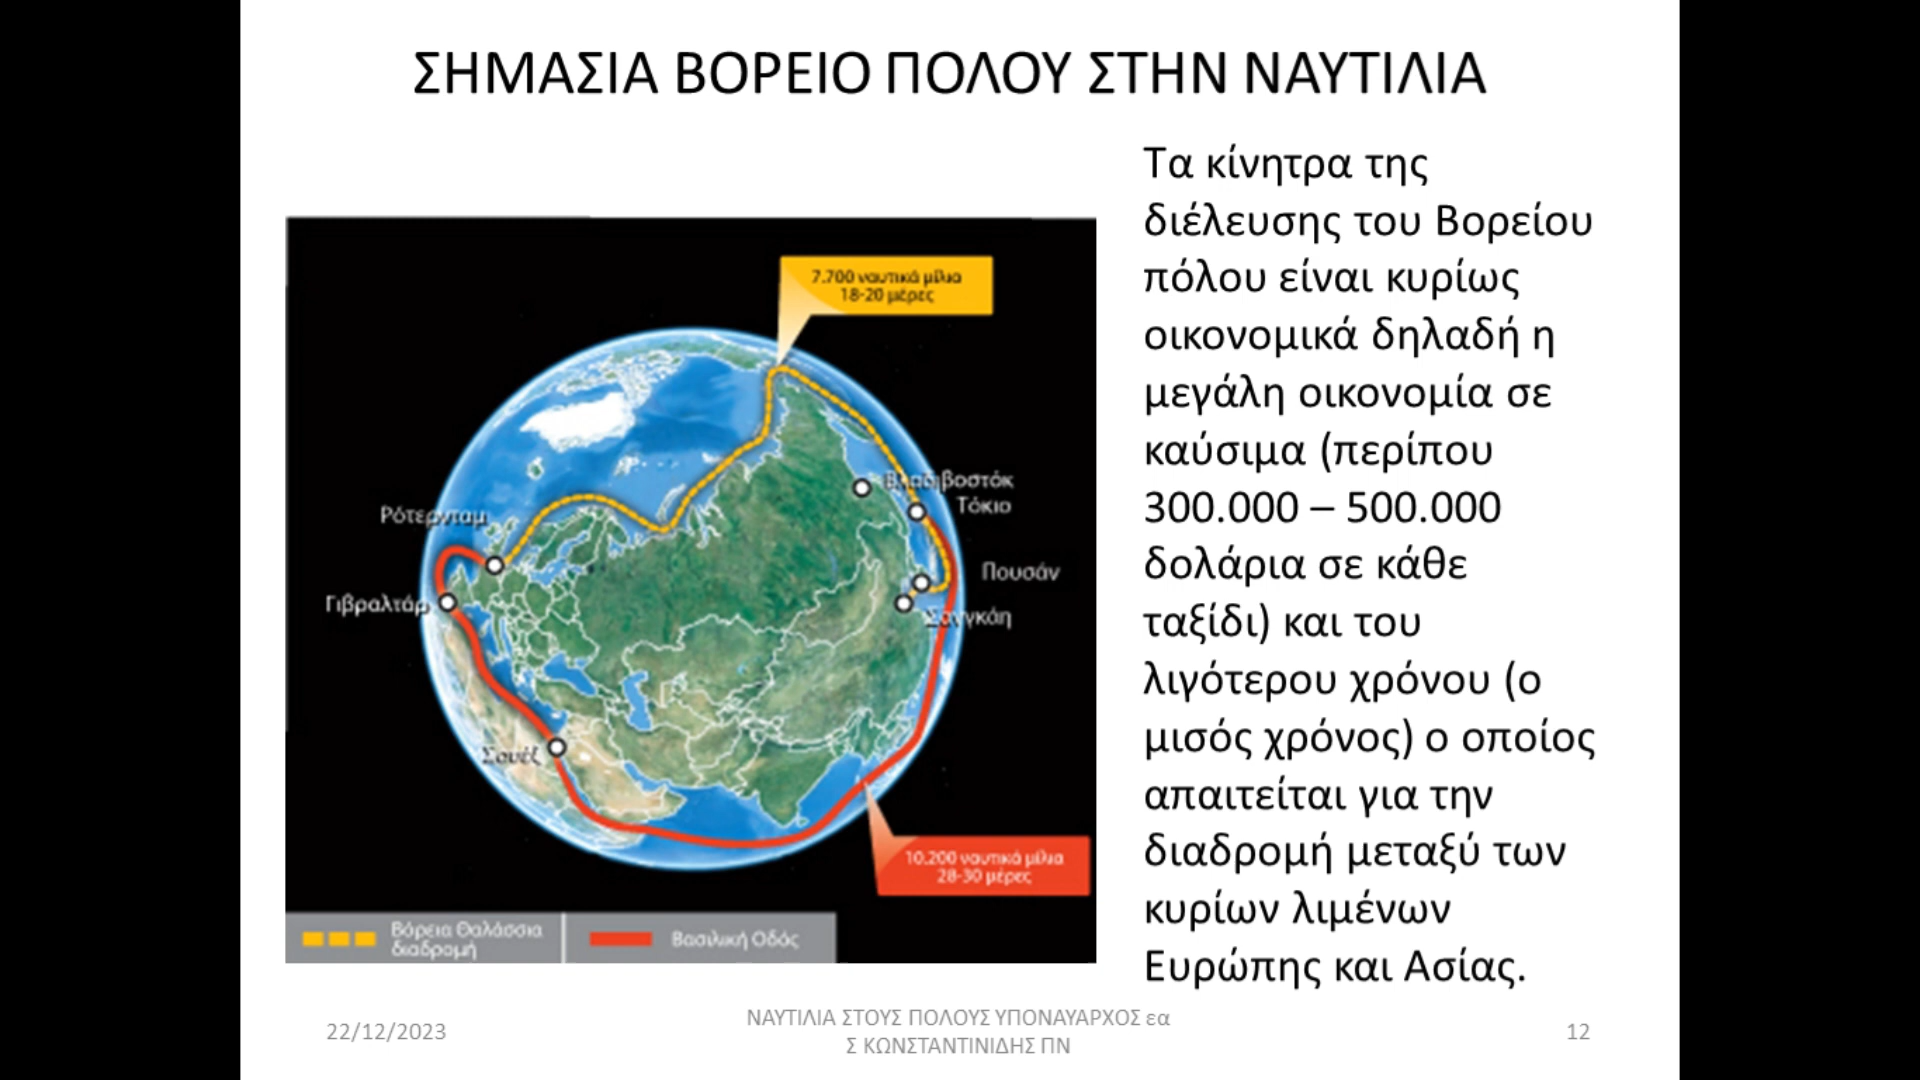 ΣΗΜΑΣΙΑ ΒΟΡΕΙΟ ΠΟΛΟΥ ΣΤΗΝ ΝΑΥΤΙΛΙΑ
7.700 ναυτικά μίλια
18-20 μέρες
Βλαδιβοστόκ
Τόκιο
Ρότερνταμ
Πουσάν
Γιβραλτάρ
Σανγκάη
Σουέζ
10.200 ναυτικά μίλια
28-30 μέρες
Βόρεια Θαλάσσια
διαδρομή
Βασιλική Οδός
Τα κίνητρα της
διέλευσης του Βορείου
πόλου είναι κυρίως
οικονομικά δηλαδή η
μεγάλη οικονομία σε
καύσιμα (περίπου
300.000 – 500.000
δολάρια σε κάθε
ταξίδι) και του
λιγότερου χρόνου (ο
μισός χρόνος) ο οποίος
απαιτείται για την
διαδρομή μεταξύ των
κυρίων λιμένων
Ευρώπης και Ασίας.
22/12/2023
ΝΑΥΤΙΛΙΑ ΣΤΟΥΣ ΠΟΛΟΥΣ ΥΠΟΝΑΥΑΡΧΟΣ εα
Σ ΚΩΝΣΤΑΝΤΙΝΙΔΗΣ ΠΝ
12